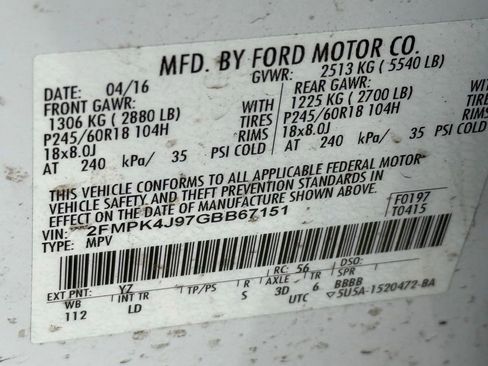 MFD. BY FORD MOTOR CO.
DATE: 04/16 GVWR: 2513 KG ( 5540 LB)
FRONT GAWR: REAR GAWR:
1306 KG ( 2880 LB) WITH 1225 KG ( 2700 LB)
P245/60R18 104H TIRES P245/60R18 104H
18x8.0J RIMS 18x8.0J
AT 240 kPa/ 35 PSI COLD AT 240 kPa/ 35 PSI COLD
THIS VEHICLE CONFORMS TO ALL APPLICABLE FEDERAL MOTOR
VEHICLE SAFETY AND THEFT PREVENTION STANDARDS IN
EFFECT ON THE DATE OF MANUFACTURE SHOWN ABOVE.
VIN: 2FMPK4J97GBB67151 F0197
TYPE: MPV T0415
EXT PNT: YZ RC: 56 DSO:
WB INT TR TP/PS R AXLE TR SPR
112 LD S 3D 6 BBBB
UTC ▽5U5A-1520472-BA